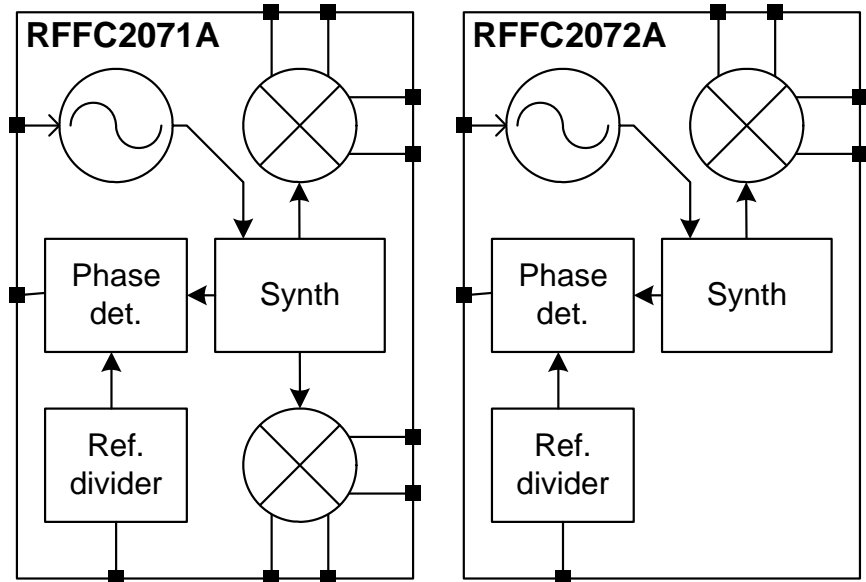 RFFC2071A
Phase
det.
Synth
Ref.
divider
RFFC2072A
Phase
det.
Synth
Ref.
divider